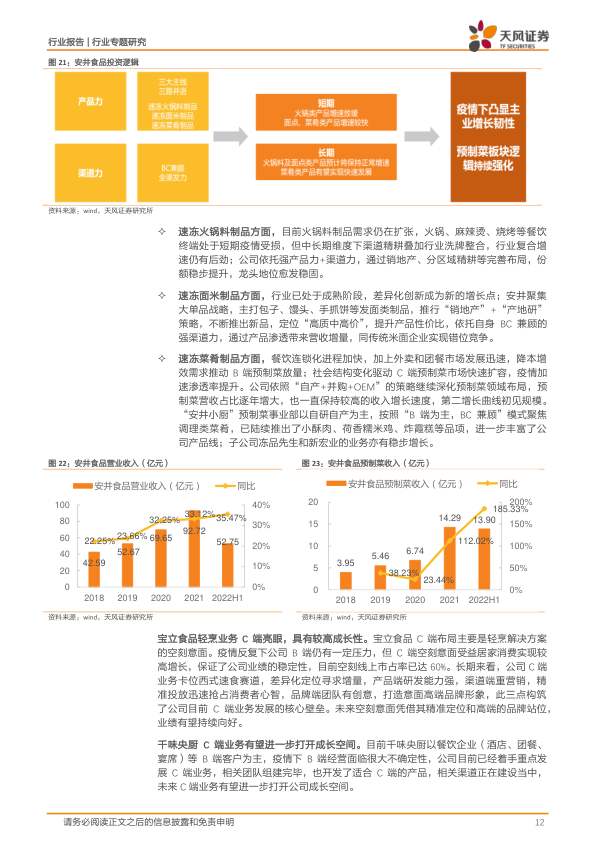 行业报告 | 行业专题研究
天风证券
TF SECURITIES
图 21：安井食品投资逻辑
产品力
三大主线
三路并进
速冻火锅料制品
速冻面米制品
速冻菜肴制品
渠道力
BC兼顾
全渠发力
短期
火锅类产品增速放缓
面点、菜肴类产品增速较快
长期
火锅料及面点类产品预计将保持正常增速
菜肴类产品有望实现快速发展
疫情下凸显主
业增长韧性
预制菜板块逻
辑持续强化
资料来源：wind，天风证券研究所
✧ 速冻火锅料制品方面，目前火锅料制品需求仍在扩张，火锅、麻辣烫、烧烤等餐饮
终端处于短期疫情受损，但中长期维度下渠道精耕叠加行业洗牌整合，行业复合增
速仍有后劲；公司依托强产品力+渠道力，通过销地产、分区域精耕等完善布局，份
额稳步提升，龙头地位愈发稳固。
✧ 速冻面米制品方面，行业已处于成熟阶段，差异化创新成为新的增长点；安井聚集
大单品战略，主打包子、馒头、手抓饼等发面类制品，推行“销地产”+“产地研”
策略，不断推出新品，定位“高质中高价”，提升产品性价比，依托自身 BC 兼顾的
强渠道力，通过产品渗透带来营收增量，同传统米面企业实现错位竞争。
✧ 速冻菜肴制品方面，餐饮连锁化进程加快，加上外卖和团餐市场发展迅速，降本增
效需求推动 B 端预制菜放量；社会结构变化驱动 C 端预制菜市场快速扩容，疫情加
速渗透率提升。公司依照“自产+并购+OEM”的策略继续深化预制菜领域布局，预
制菜营收占比逐年增大，也一直保持较高的收入增长速度，第二增长曲线初见规模。
“安井小厨”预制菜事业部以自研自产为主，按照“B 端为主，BC 兼顾”模式聚焦
调理类菜肴，已陆续推出了小酥肉、荷香糯米鸡、炸霞糕等品项，进一步丰富了公
司产品线；子公司冻品先生和新宏业的业务亦有稳步增长。
图 22：安井食品营业收入（亿元）
安井食品营业收入（亿元） 同比
100 80 60 40 20 0
40% 30% 20% 10% 0%
22.25% 23.66% 32.25% 33.12% 35.47%
42.59 52.67 69.65 92.72 52.75
2018 2019 2020 2021 2022H1
资料来源：wind，天风证券研究所
图 23：安井食品预制菜收入（亿元）
安井食品预制菜收入（亿元） 同比
20 15 10 5 0
200% 150% 100% 50% 0%
3.95 5.46 6.74 14.29 13.90
38.23% 23.44% 112.02% 185.33%
2018 2019 2020 2021 2022H1
资料来源：wind，天风证券研究所
宝立食品轻烹业务 C 端亮眼，具有较高成长性。宝立食品 C 端布局主要是轻烹解决方案
的空刻意面。疫情反复下公司 B 端仍有一定压力，但 C 端空刻意面受益居家消费实现较
高增长，保证了公司业绩的稳定性，目前空刻线上市占率已达 60%。长期来看，公司 C 端
业务卡位西式速食赛道，差异化定位寻求增量，产品端研发能力强，渠道端重营销，精
准投放迅速抢占消费者心智，品牌端团队有创意，打造意面高端品牌形象，此三点构筑
了公司目前 C 端业务发展的核心壁垒。未来空刻意面凭借其精准定位和高端的品牌站位，
业绩有望持续向好。
千味央厨 C 端业务有望进一步打开成长空间。目前千味央厨以餐饮企业（酒店、团餐、
宴席）等 B 端客户为主，疫情下 B 端经营面临很大不确定性，公司目前已经着手重点发
展 C 端业务，相关团队组建完毕，也开发了适合 C 端的产品，相关渠道正在建设当中，
未来 C 端业务有望进一步打开公司成长空间。
请务必阅读正文之后的信息披露和免责申明
12